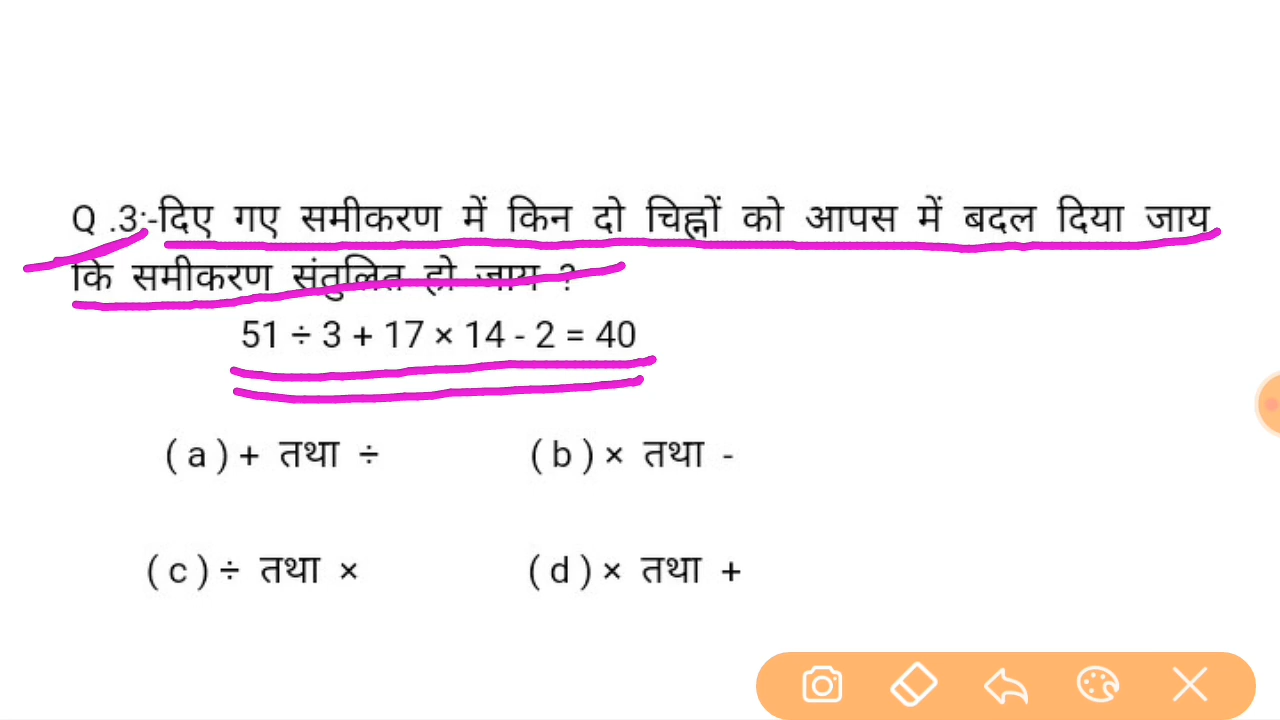 Q .3:-दिए गए समीकरण में किन दो चिह्नों को आपस में बदल दिया जाय
कि समीकरण संतुलित हो जाय ?
51 ÷ 3 + 17 × 14 - 2 = 40
( a ) + तथा ÷ ( b ) × तथा -
( c ) ÷ तथा × ( d ) × तथा +